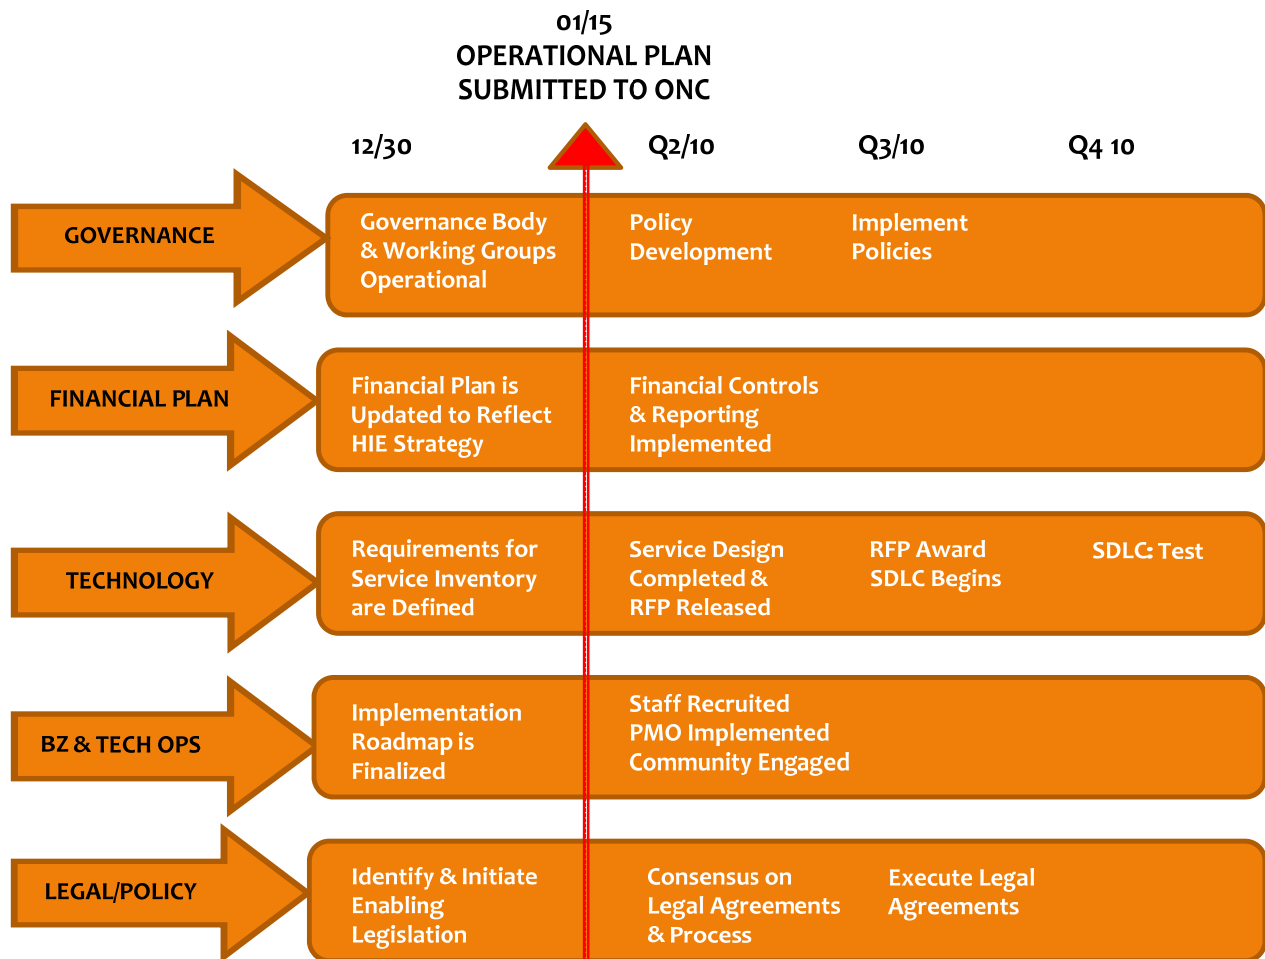 01/15
OPERATIONAL PLAN
SUBMITTED TO ONC
12/30
Q2/10
Q3/10
Q4 10
GOVERNANCE
Governance Body
& Working Groups
Operational
Policy
Development
Implement
Policies
FINANCIAL PLAN
Financial Plan is
Updated to Reflect
HIE Strategy
Financial Controls
& Reporting
Implemented
TECHNOLOGY
Requirements for
Service Inventory
are Defined
Service Design
Completed &
RFP Released
RFP Award
SDLC Begins
SDLC: Test
BZ & TECH OPS
Implementation
Roadmap is
Finalized
Staff Recruited
PMO Implemented
Community Engaged
LEGAL/POLICY
Identify & Initiate
Enabling
Legislation
Consensus on
Legal Agreements
& Process
Execute Legal
Agreements